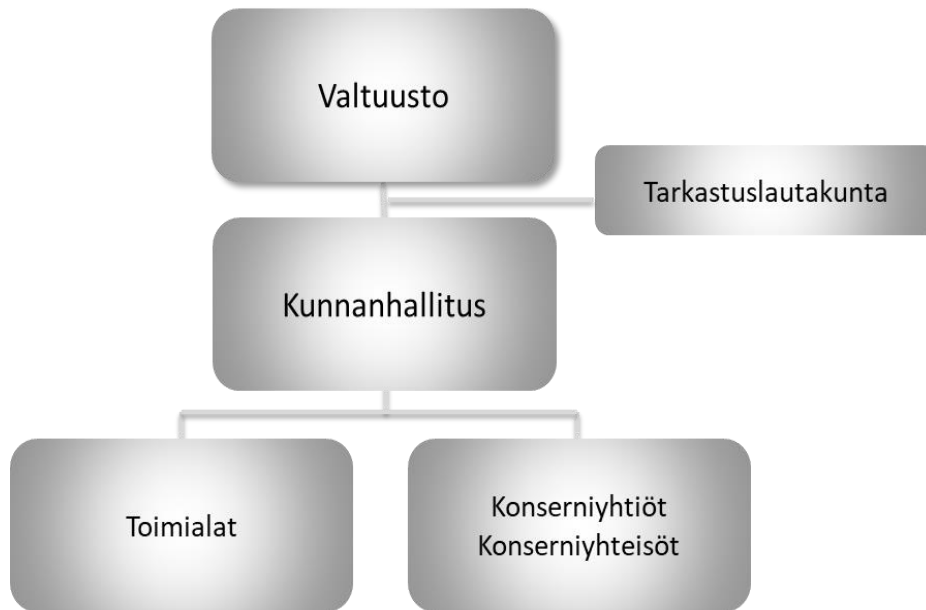 Valtuusto
Tarkastuslautakunta
Kunnanhallitus
Toimialat
Konserniyhtiöt
Konserniyhteisöt